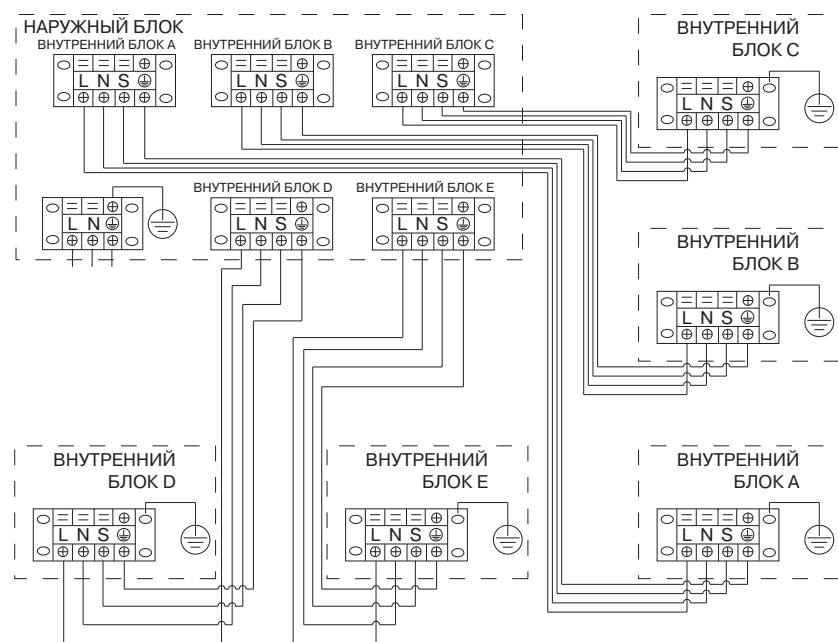 НАРУЖНЫЙ БЛОК
ВНУТРЕННИЙ БЛОК A
ВНУТРЕННИЙ БЛОК B
ВНУТРЕННИЙ БЛОК C
L N S
L N S
L N S
ВНУТРЕННИЙ
БЛОК C
L N S
ВНУТРЕННИЙ БЛОК D
ВНУТРЕННИЙ БЛОК E
L N
L N S
L N S
ВНУТРЕННИЙ
БЛОК B
L N S
ВНУТРЕННИЙ
БЛОК D
L N S
ВНУТРЕННИЙ
БЛОК E
L N S
ВНУТРЕННИЙ
БЛОК A
L N S